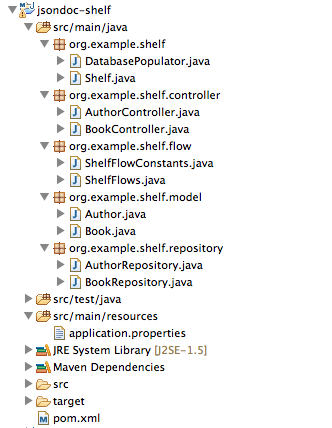 jsondoc-shelf
src/main/java
org.example.shelf
DatabasePopulator.java
Shelf.java
org.example.shelf.controller
AuthorController.java
BookController.java
org.example.shelf.flow
ShelfFlowConstants.java
ShelfFlows.java
org.example.shelf.model
Author.java
Book.java
org.example.shelf.repository
AuthorRepository.java
BookRepository.java
src/test/java
src/main/resources
application.properties
JRE System Library [J2SE-1.5]
Maven Dependencies
src
target
pom.xml